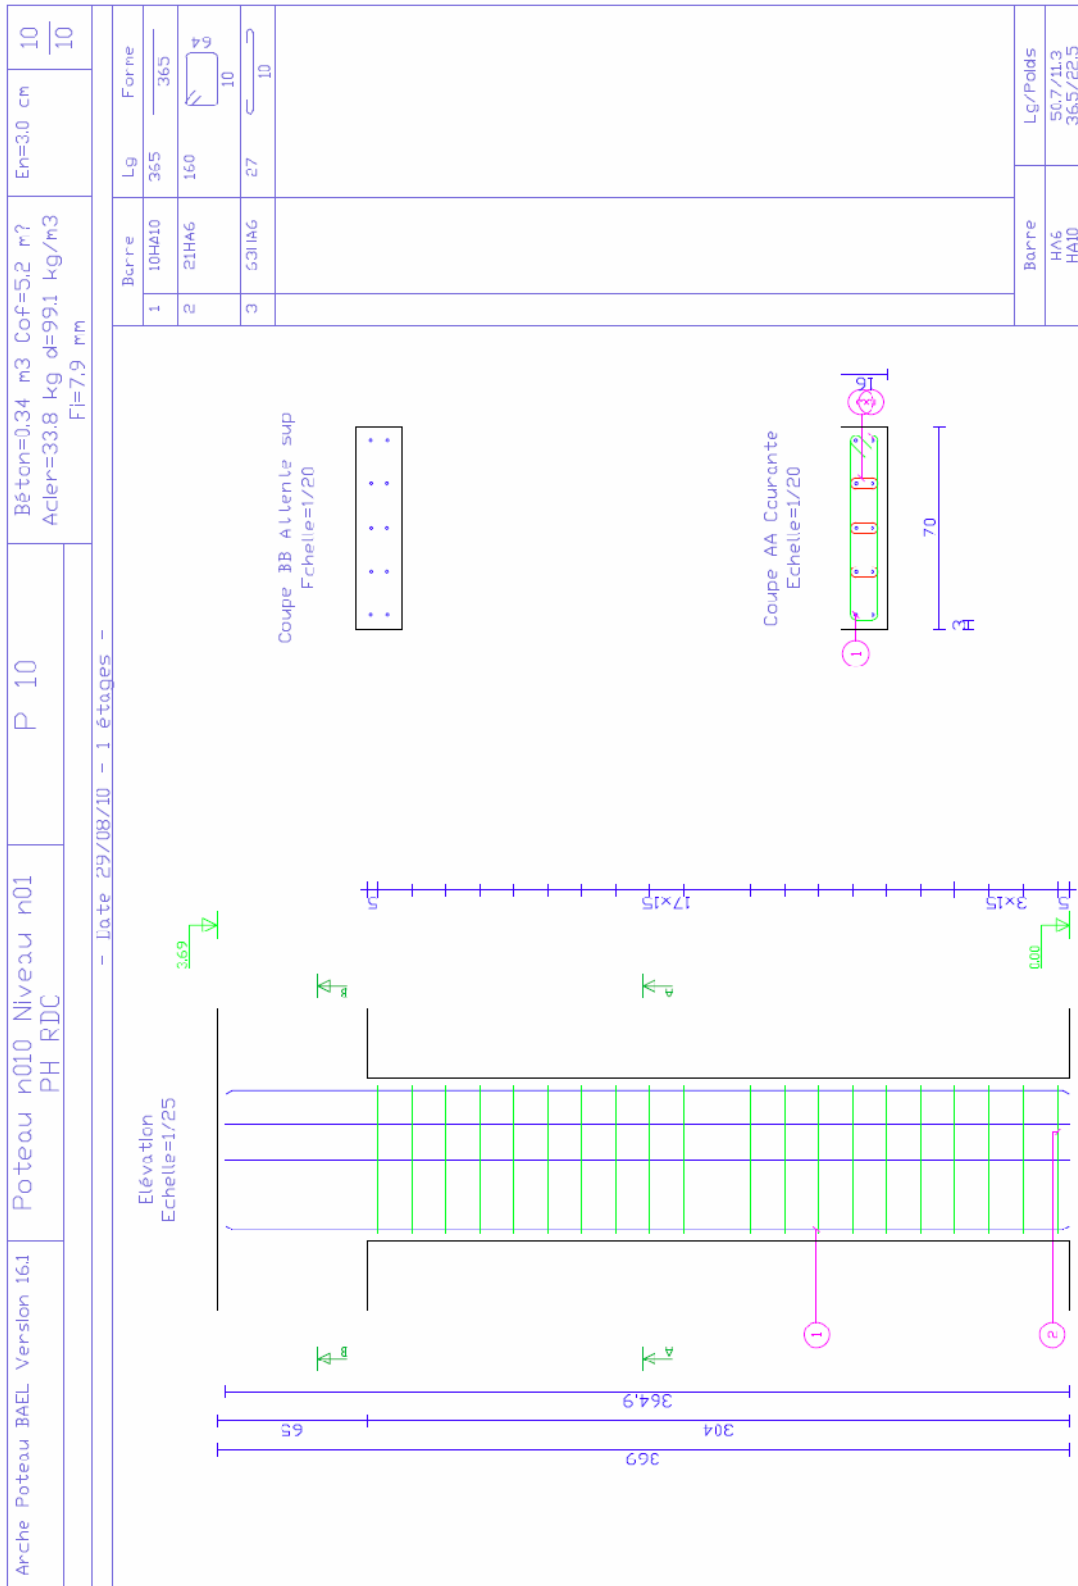 Arche Poteau BAEL Version 16.1
Poteau n010 Niveau n01
PH RDC
P 10
Béton=0.34 m3 Cof=5.2 m?
Acier=33.8 kg d=99.1 kg/m3
Fi=7.9 mm
En=3.0 cm
10
10
- Date 29/08/10 - 1 étages -
Elévation
Echelle=1/25
3.69
0.00
B
B
A
A
1
2
364.9
65
304
369
5
17x15
3x15
5
Coupe BB Attente sup
Echelle=1/20
Coupe AA Courante
Echelle=1/20
1
3
16
70
3
Barre
Lg
Forme
1
10HA10
365
365
2
21HA6
160
64
10
3
63HA6
27
10
Barre
Lg/Poids
HA6
50.7/11.3
HA10
36.5/22.5